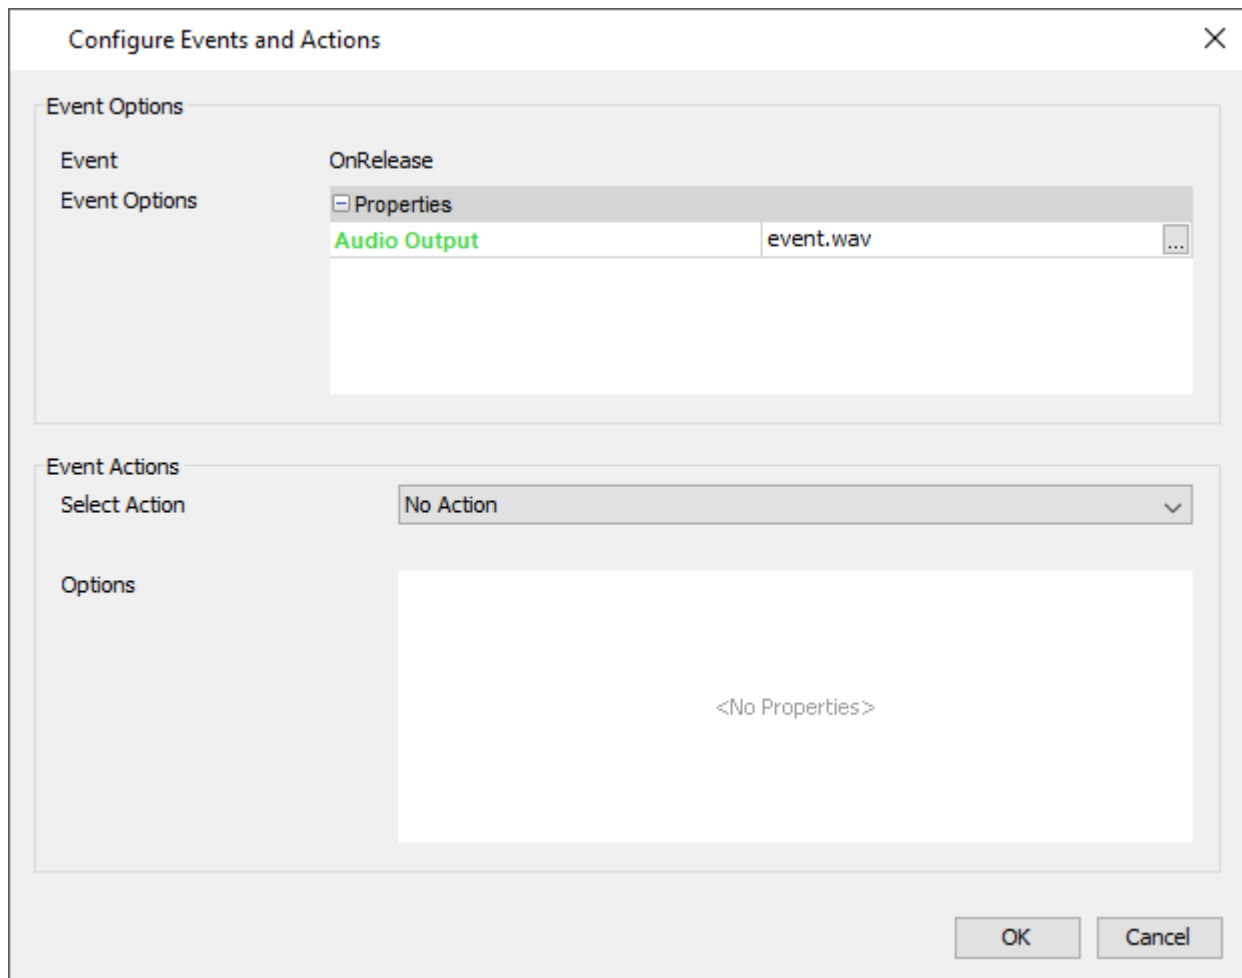 Configure Events and Actions
Event Options
Event OnRelease
Event Options Properties
Audio Output event.wav ...
Event Actions
Select Action No Action
Options
<No Properties>
OK Cancel